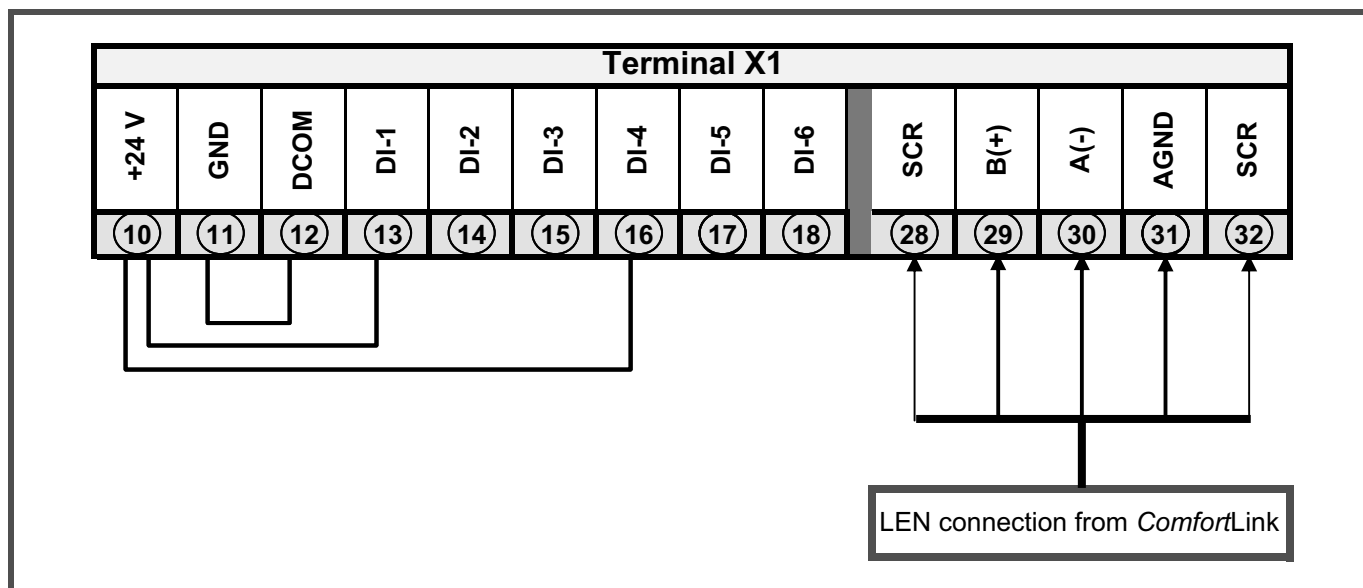 Terminal X1
+24 V GND DCOM DI-1 DI-2 DI-3 DI-4 DI-5 DI-6 SCR B(+) A(-) AGND SCR
10 11 12 13 14 15 16 17 18 28 29 30 31 32
LEN connection from ComfortLink